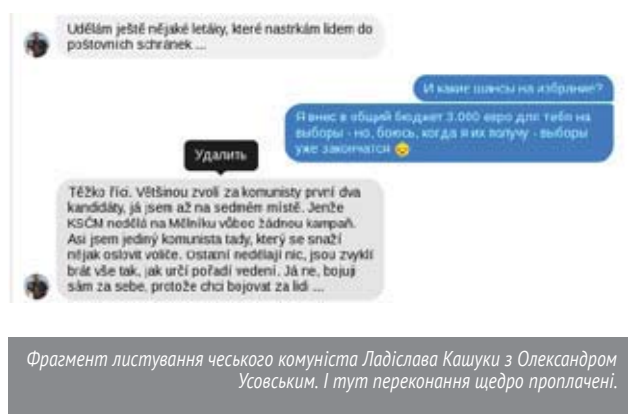 Udělám ještě nějaké letáky, které nastrkám lidem do
poštovních schránek ...
И какие шансы на избрание?
Я внес в общий бюджет 3.000 евро для тебя на
выборы - но, боюсь, когда я их получу - выборы
уже закончатся
Удалить
Těžko říci. Většinou zvolí za komunisty první dva
kandidáty, já jsem až na sedmém místě. Jenže
KSČM nedělá na Mělníku vůbec žádnou kampaň.
Asi jsem jediný komunista tady, který se snaží
nějak oslovit voliče. Ostatní nedělají nic, jsou zvyklí
brát vše tak, jak určí pořadí vedení. Já ne, bojuji
sám za sebe, protože chci bojovat za lidi ...
Фрагмент листування чеського комуніста Ладіслава Кашуки з Олександром
Усовським. І тут переконання щедро проплачені.